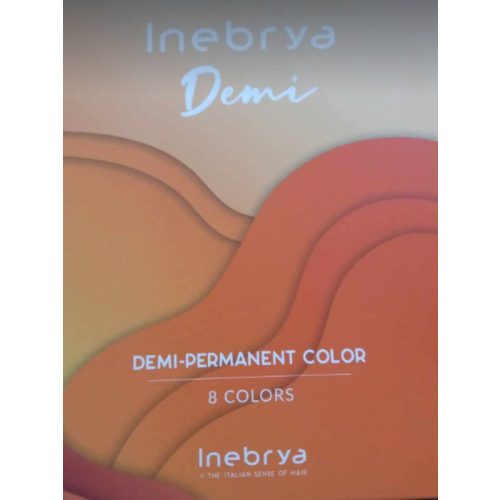 Inebrya
Demi
DEMI-PERMANENT COLOR
8 COLORS
Inebrya
» THE ITALIAN SENSE OF HAIR